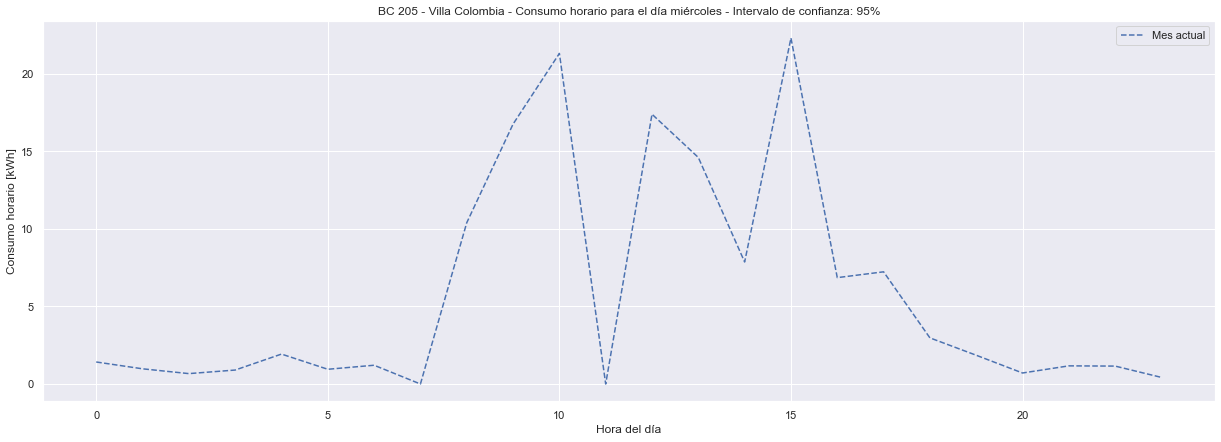 BC 205 - Villa Colombia - Consumo horario para el día miércoles - Intervalo de confianza: 95%
Mes actual
Consumo horario [kWh]
20
15
10
5
0
0 5 10 15 20
Hora del día